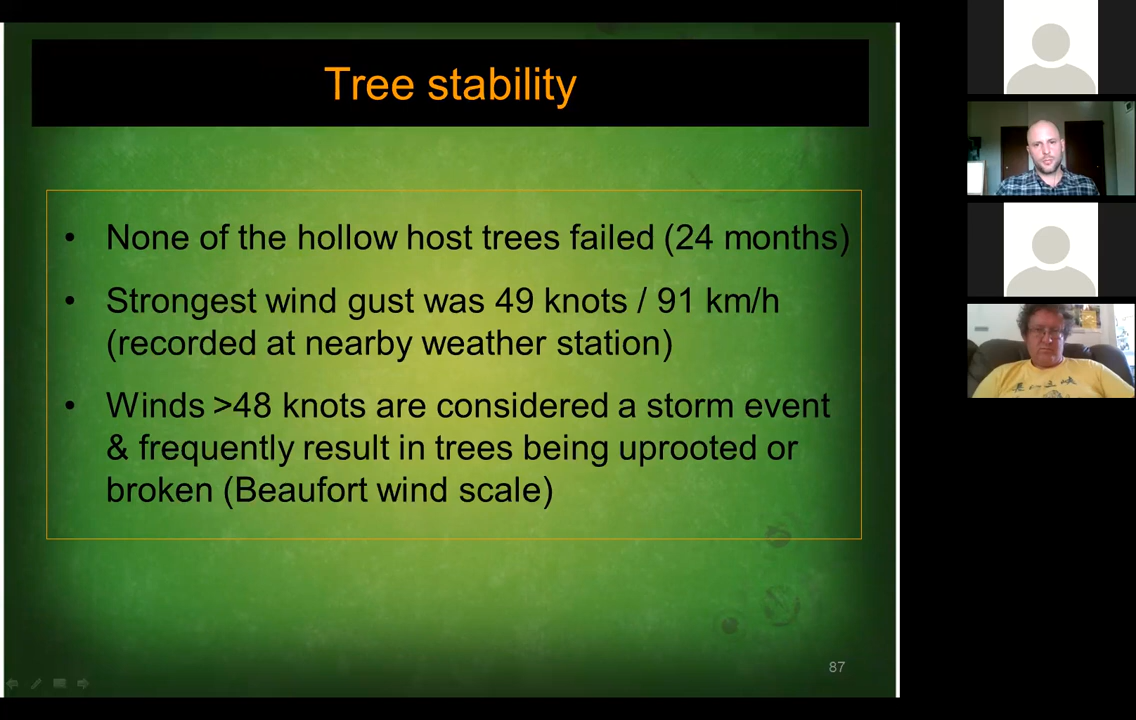 Tree stability
• None of the hollow host trees failed (24 months)
• Strongest wind gust was 49 knots / 91 km/h
(recorded at nearby weather station)
• Winds >48 knots are considered a storm event
& frequently result in trees being uprooted or
broken (Beaufort wind scale)
87